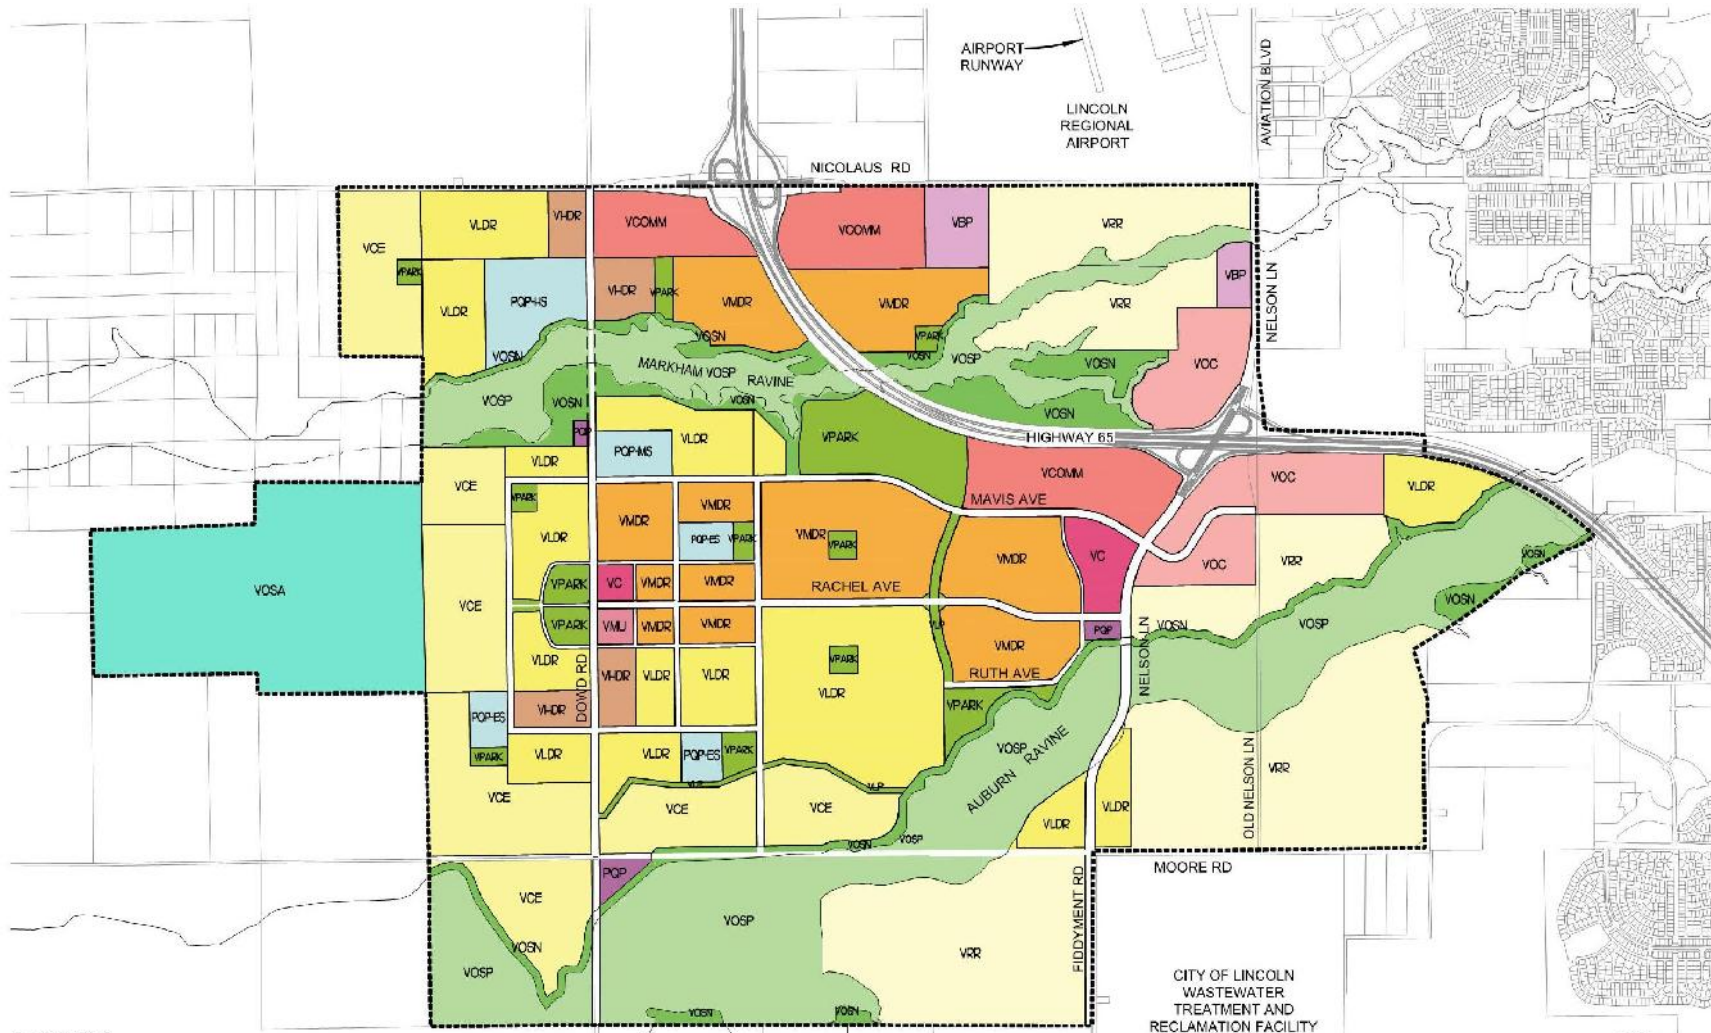 AIRPORT
RUNWAY
LINCOLN
REGIONAL
AIRPORT
AVIATION BLVD
NICOLAUS RD
VCE
VLDR
VHDR
VCOMM
VCOMM
VBP
VRR
VPARK
VLDR
PQP-HS
VHDR
VPARK
VMDR
VMDR
VRR
VBP
NELSON LN
VOSN
VOSN
VPARK
VOSN
VOSP
VOSN
VOC
MARKHAM VOSP RAVINE
VOSP
VOSN
VOSN
VOSN
PQP
VLDR
VPARK
HIGHWAY 65
PQP-MS
VLDR
VCE
VCOMM
VOC
VLDR
MAVIS AVE
VPARK
VMDR
VMDR
VLDR
PQP-ES
VPARK
VMDR
VPARK
VMDR
VC
VOC
VRR
VOSN
VOSA
VCE
VPARK
VC
VMDR
VMDR
RACHEL AVE
VOSN
VPARK
VMU
VMDR
VMDR
VLP
PQP
VOSN
VOSP
VLDR
VHDR
VLDR
VLDR
VPARK
VLDR
VMDR
RUTH AVE
NELSON LN
DOWD RD
PQP-ES
VHDR
VPARK
VPARK
VLDR
VLDR
PQP-ES
VPARK
VOSP
AUBURN RAVINE
VRR
OLD NELSON LN
VLP
VLP
VCE
VCE
VCE
VLDR
VLDR
VOSN
VOSP
MOORE RD
PQP
VCE
VOSP
VOSN
VOSP
VRR
FIDDYMENT RD
VOSN
VOSN
CITY OF LINCOLN
WASTEWATER
TREATMENT AND
RECLAMATION FACILITY